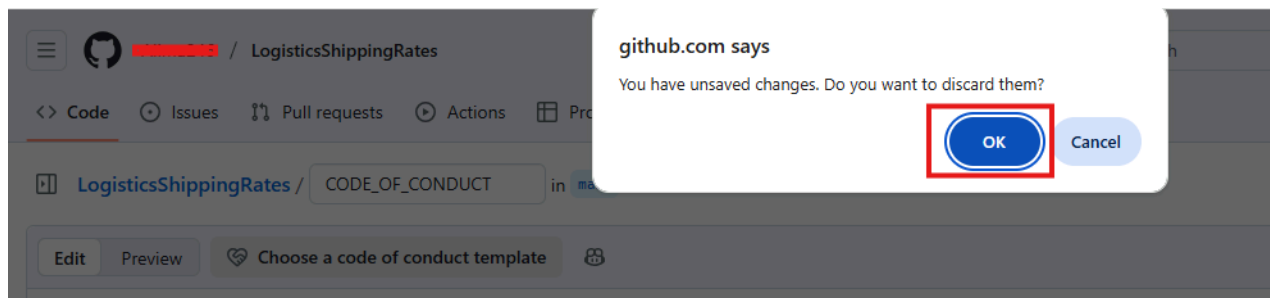 github.com says
You have unsaved changes. Do you want to discard them?
OK Cancel
/ LogisticsShippingRates
Code Issues Pull requests Actions
LogisticsShippingRates / CODE_OF_CONDUCT in
Edit Preview Choose a code of conduct template